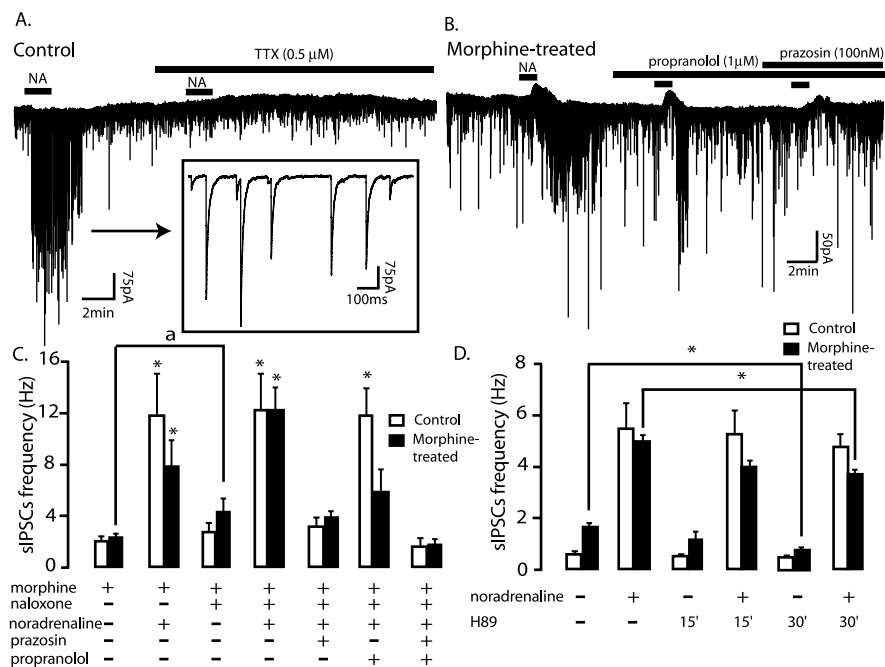 A.
Control
TTX (0.5 μM)
NA
NA
75pA
2min
75pA
100ms
B.
Morphine-treated
prazosin (100nM)
propranolol (1μM)
NA
50pA
2min
C.
sIPSCs frequency (Hz)
16
12
8
4
0
a
* * * * *
Control
Morphine-
treated
morphine + + + + + + +
naloxone – – + + + + +
noradrenaline – + – + + + +
prazosin – – – – + – +
propranolol – – – – – + +
D.
sIPSCs frequency (Hz)
8
6
4
2
0
Control
Morphine-
treated
*
*
noradrenaline – + – + – +
H89 – – 15' 15' 30' 30'